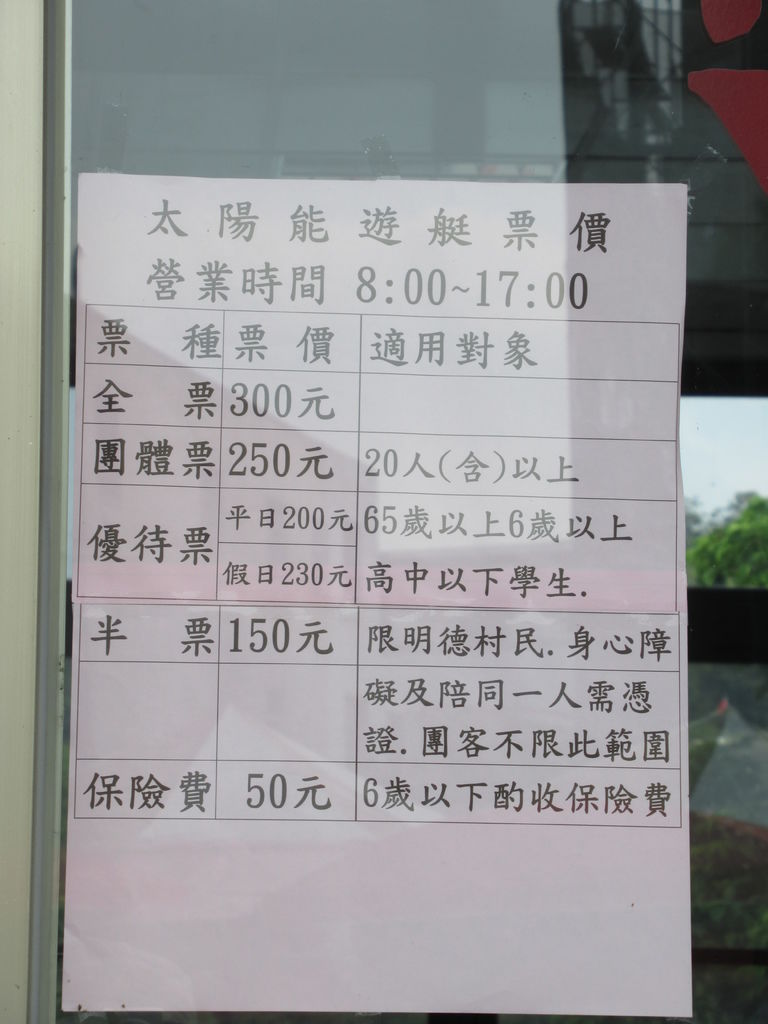 太陽能遊艇票價
營業時間 8:00~17:00
票種 票價 適用對象
全票 300元
團體票 250元 20人(含)以上
優待票 平日200元 65歲以上6歲以上
假日230元 高中以下學生.
半票 150元 限明德村民.身心障
礙及陪同一人需憑
證.團客不限此範圍
保險費 50元 6歲以下酌收保險費